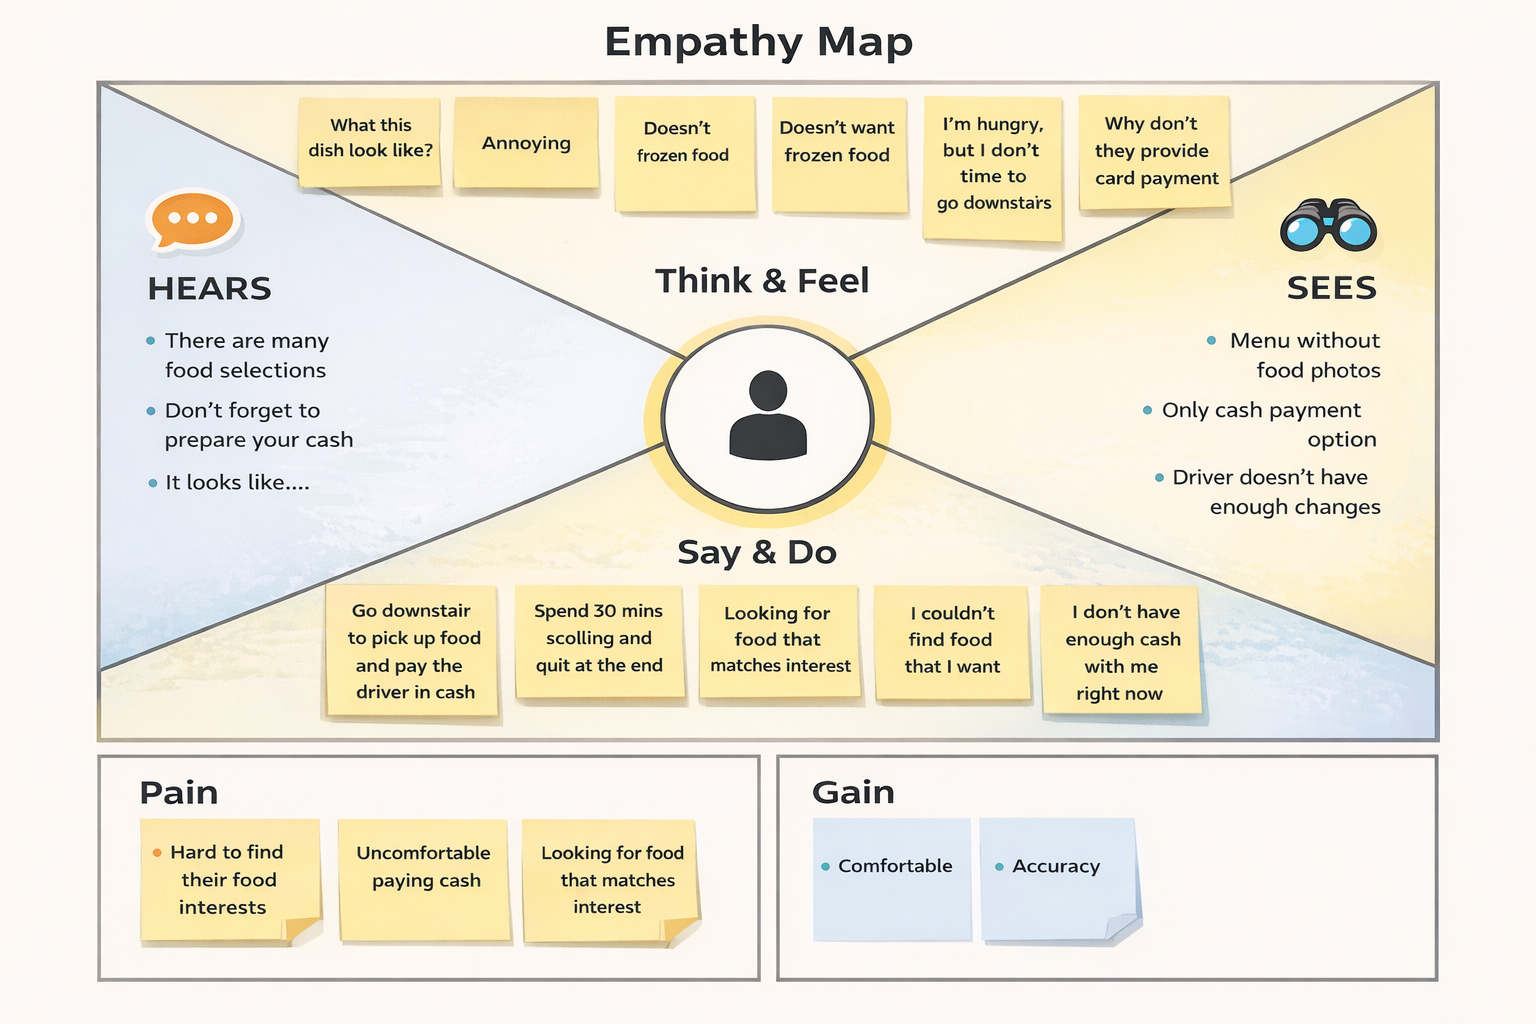 Empathy Map
What this
dish look like?
Annoying
Doesn't
frozen food
Doesn't want
frozen food
I'm hungry,
but I don't
time to
go downstairs
Why don't
they provide
card payment
Think & Feel
HEARS
• There are many
food selections
• Don't forget to
prepare your cash
• It looks like....
SEES
• Menu without
food photos
• Only cash payment
option
• Driver doesn't have
enough changes
Say & Do
Go downstair
to pick up food
and pay the
driver in cash
Spend 30 mins
scolling and
quit at the end
Looking for
food that
matches interest
I couldn't
find food
that I want
I don't have
enough cash
with me
right now
Pain
• Hard to find
their food
interests
Uncomfortable
paying cash
Looking for food
that matches
interest
Gain
• Comfortable
• Accuracy